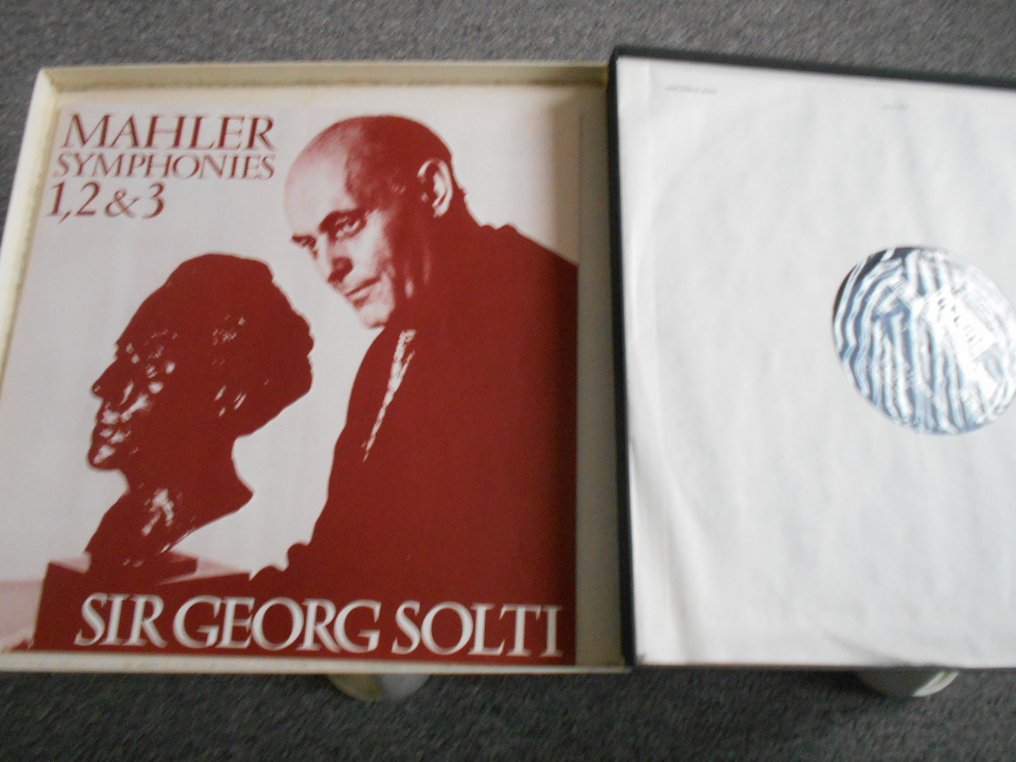 MAHLER
SYMPHONIES
1,2 & 3
SIR GEORG SOLTI